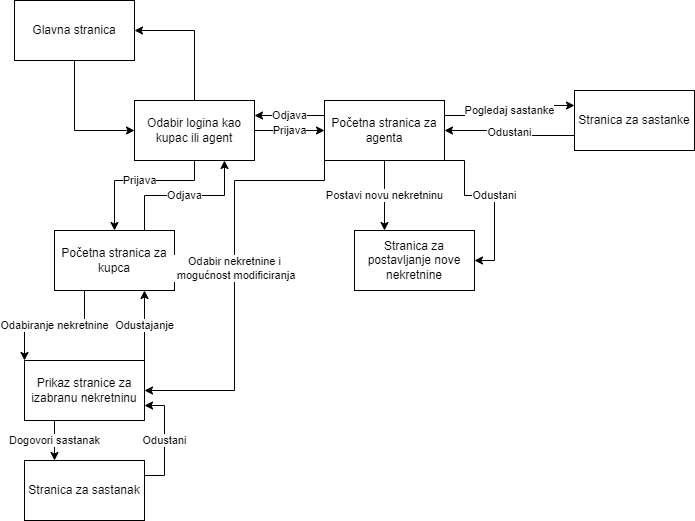 Glavna stranica
Odabir logina kao
kupac ili agent
Odjava
Prijava
Početna stranica za
agenta
Pogledaj sastanke
Odustani
Stranica za sastanke
Prijava
Odjava
Postavi novu nekretninu
Odustani
Početna stranica za
kupca
Odabir nekretnine i
mogućnost modificiranja
Stranica za
postavljanje nove
nekretnine
Odabiranje nekretnine
Odustajanje
Prikaz stranice za
izabranu nekretninu
Dogovori sastanak
Odustani
Stranica za sastanak